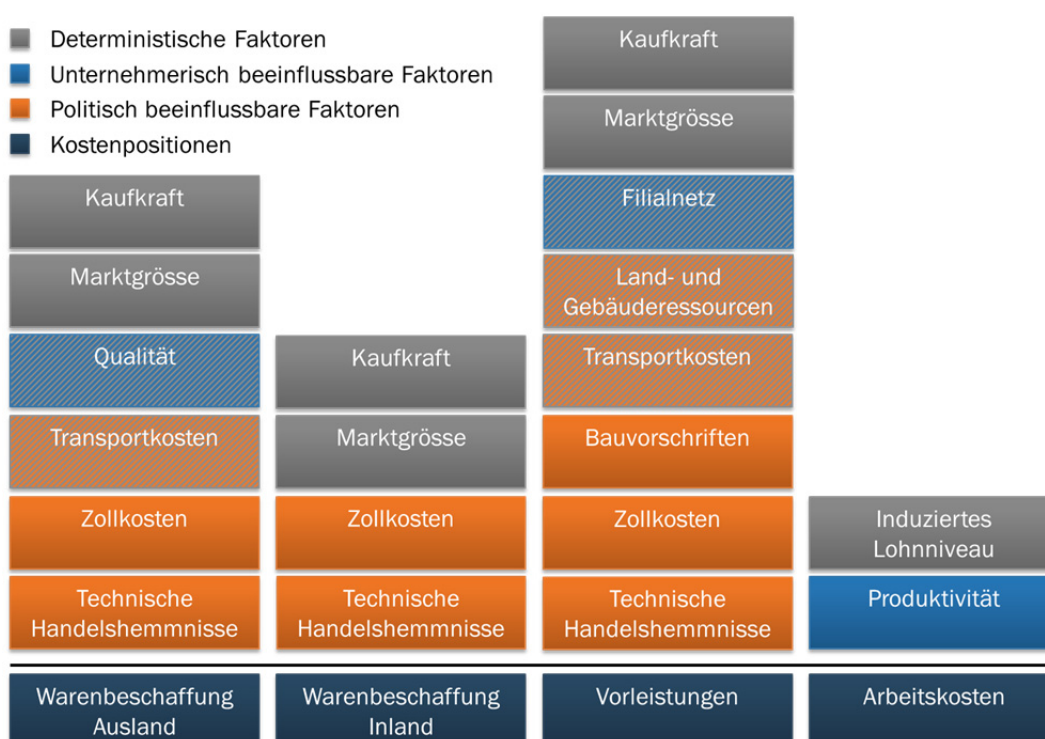 Deterministische Faktoren
Unternehmerisch beeinflussbare Faktoren
Politisch beeinflussbare Faktoren
Kostenpositionen
Kaufkraft
Marktgrösse
Qualität
Transportkosten
Zollkosten
Technische
Handelshemmnisse
Warenbeschaffung
Ausland
Kaufkraft
Marktgrösse
Zollkosten
Technische
Handelshemmnisse
Warenbeschaffung
Inland
Kaufkraft
Marktgrösse
Filialnetz
Land- und
Gebäuderessourcen
Transportkosten
Bauvorschriften
Zollkosten
Technische
Handelshemmnisse
Vorleistungen
Induziertes
Lohnniveau
Produktivität
Arbeitskosten